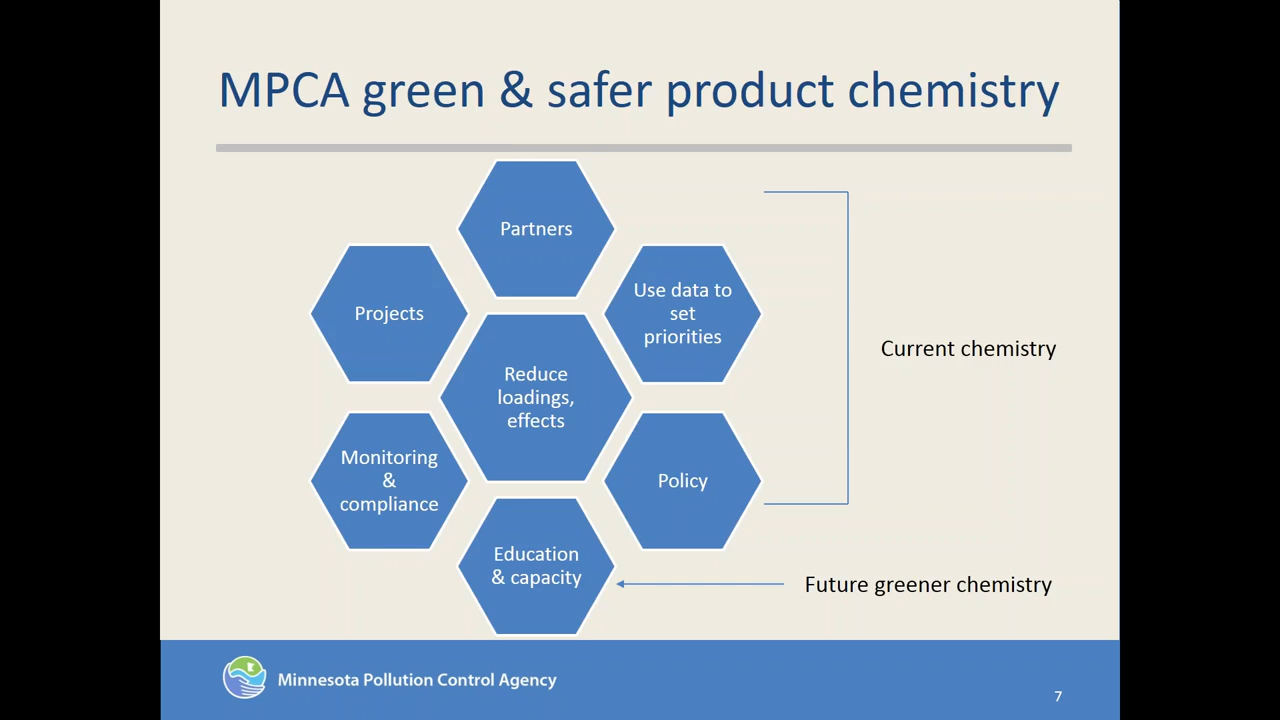 MPCA green & safer product chemistry
Partners
Projects
Use data to
set
priorities
Reduce
loadings,
effects
Current chemistry
Monitoring
&
compliance
Policy
Education
& capacity
Future greener chemistry
Minnesota Pollution Control Agency
7